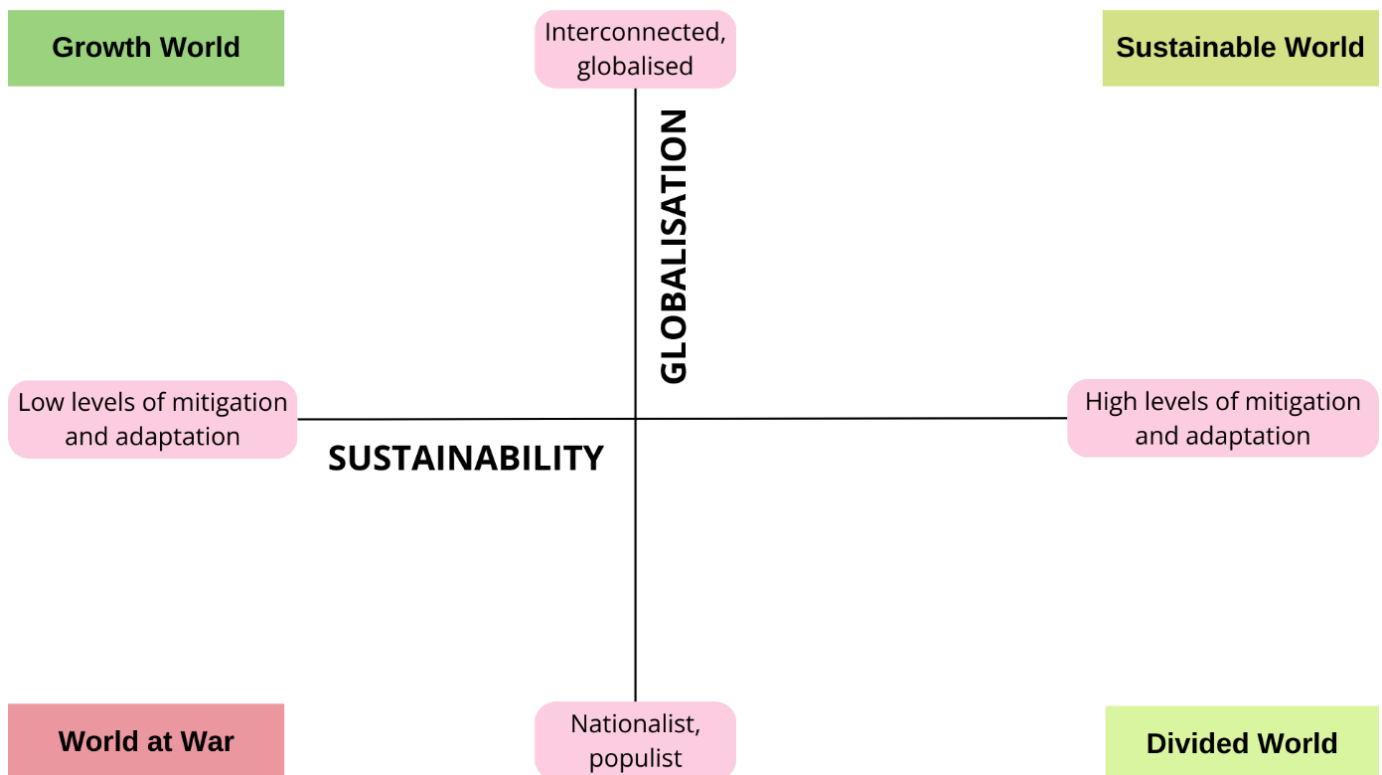 Growth World
Interconnected,
globalised
Sustainable World
GLOBALISATION
Low levels of mitigation
and adaptation
High levels of mitigation
and adaptation
SUSTAINABILITY
World at War
Nationalist,
populist
Divided World